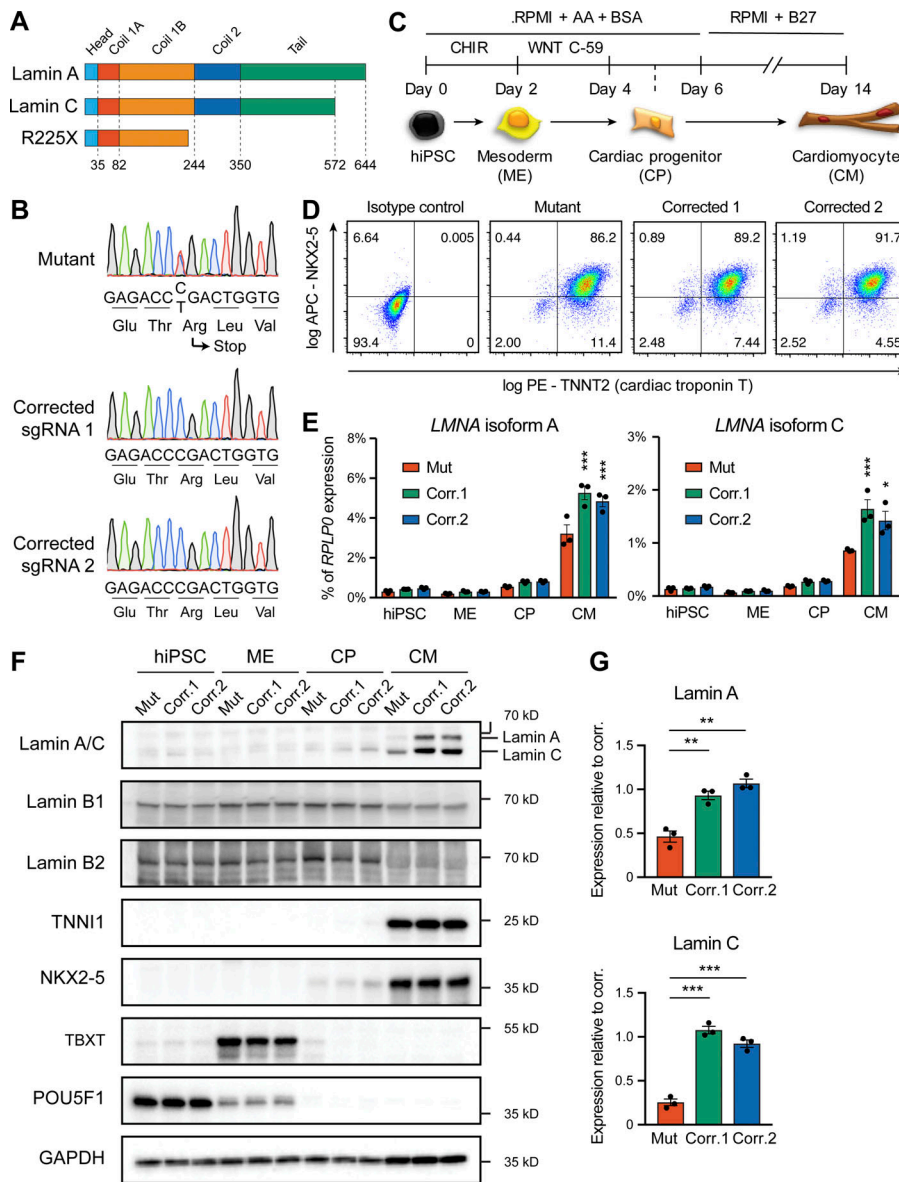 A
Head
Coil 1A
Coil 1B
Coil 2
Tail
Lamin A
Lamin C
R225X
35 82 244 350 572 644
B
Mutant
GAGACC C/T GACTGGTG
Glu Thr Arg Leu Val
Stop
Corrected
sgRNA 1
GAGACCCGACTGGTG
Glu Thr Arg Leu Val
Corrected
sgRNA 2
GAGACCCGACTGGTG
Glu Thr Arg Leu Val
C
.RPMI + AA + BSA RPMI + B27
CHIR WNT C-59
Day 0 Day 2 Day 4 Day 6 Day 14
hiPSC Mesoderm Cardiac progenitor Cardiomyocyte
(ME) (CP) (CM)
D
Isotype control Mutant Corrected 1 Corrected 2
log APC - NKX2-5
6.64 0.005 0.44 86.2 0.89 89.2 1.19 91.7
93.4 0 2.00 11.4 2.48 7.44 2.52 4.55
log PE - TNNT2 (cardiac troponin T)
E
LMNA isoform A
% of RPLP0 expression
8%
6%
4%
2%
0%
Mut
Corr.1
Corr.2
*** ***
hiPSC ME CP CM
LMNA isoform C
3%
2%
1%
0%
Mut
Corr.1
Corr.2
*** *
hiPSC ME CP CM
F
hiPSC ME CP CM
Mut Corr.1 Corr.2 Mut Corr.1 Corr.2 Mut Corr.1 Corr.2 Mut Corr.1 Corr.2
70 kD
Lamin A/C Lamin A
Lamin C
Lamin B1 70 kD
Lamin B2 70 kD
TNNI1 25 kD
NKX2-5 35 kD
TBXT 55 kD
POU5F1 35 kD
GAPDH 35 kD
G
Lamin A
Expression relative to corr.
1.5
1.0
0.5
0
**
**
Mut Corr.1 Corr.2
Lamin C
Expression relative to corr.
1.5
1.0
0.5
0
***
***
Mut Corr.1 Corr.2